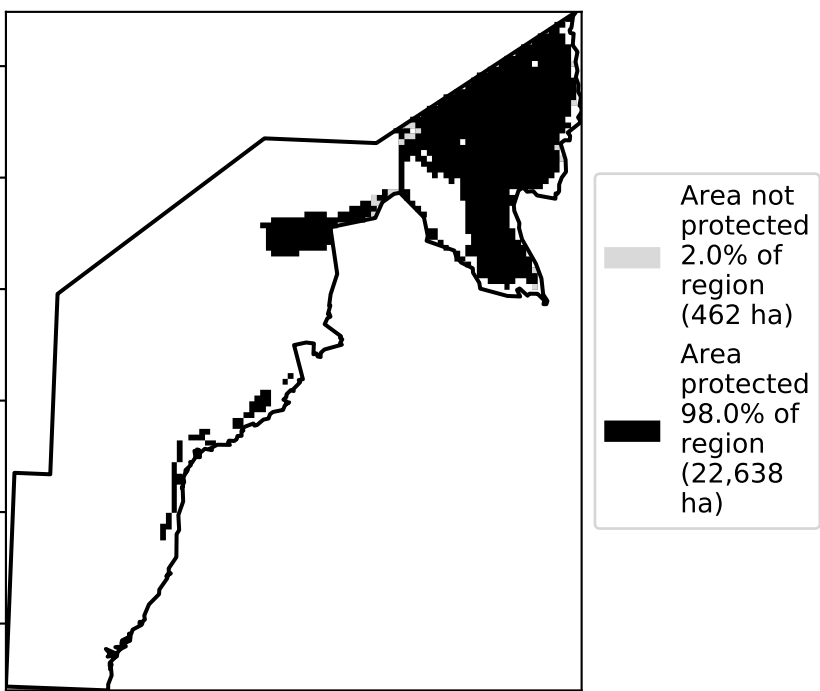 Area not
protected
2.0% of
region
(462 ha)
Area
protected
98.0% of
region
(22,638
ha)